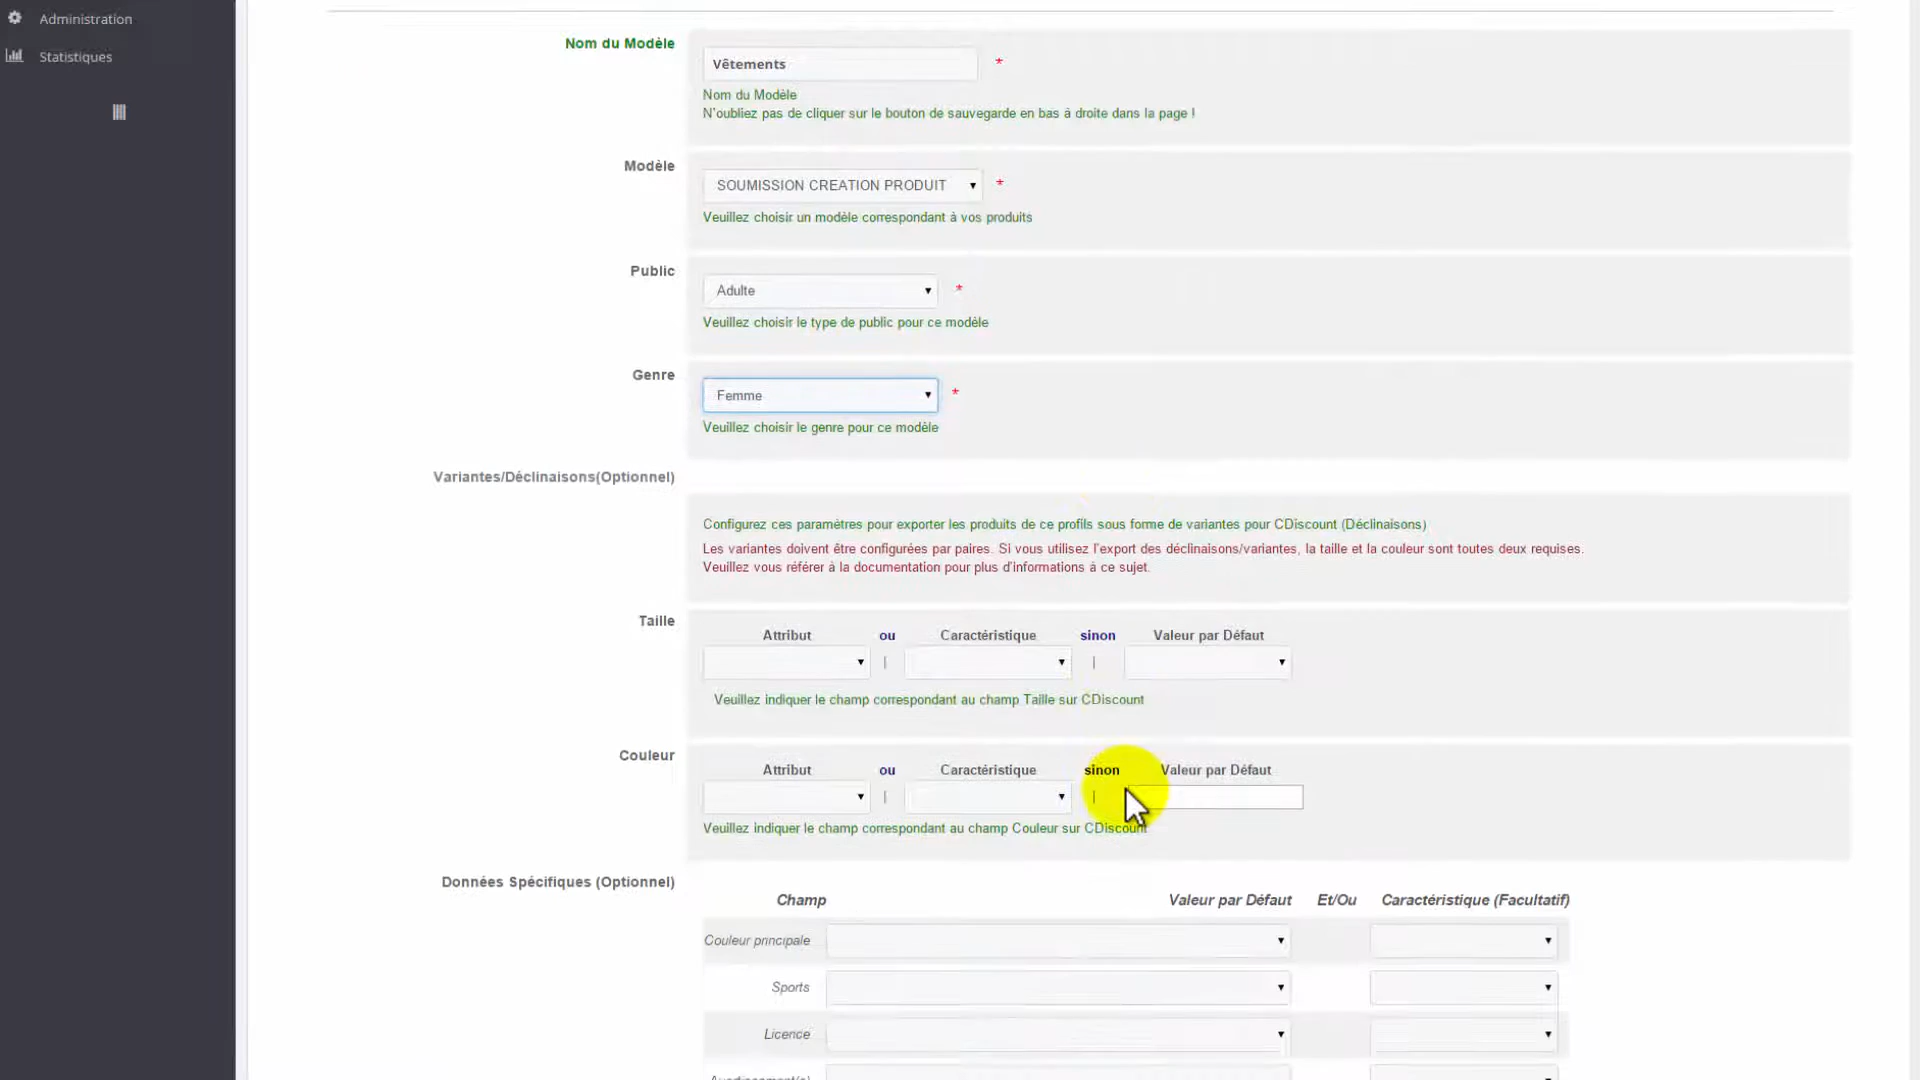 Administration
Statistiques
Nom du Modèle
Vêtements *
Nom du Modèle
N'oubliez pas de cliquer sur le bouton de sauvegarde en bas à droite dans la page !
Modèle
SOUMISSION CREATION PRODUIT *
Veuillez choisir un modèle correspondant à vos produits
Public
Adulte *
Veuillez choisir le type de public pour ce modèle
Genre
Femme *
Veuillez choisir le genre pour ce modèle
Variantes/Déclinaisons(Optionnel)
Configurez ces paramètres pour exporter les produits de ce profils sous forme de variantes pour CDiscount (Déclinaisons)
Les variantes doivent être configurées par paires. Si vous utilisez l'export des déclinaisons/variantes, la taille et la couleur sont toutes deux requises.
Veuillez vous référer à la documentation pour plus d'informations à ce sujet.
Taille
Attribut ou Caractéristique sinon Valeur par Défaut
| |
Veuillez indiquer le champ correspondant au champ Taille sur CDiscount
Couleur
Attribut ou Caractéristique sinon Valeur par Défaut
| |
Veuillez indiquer le champ correspondant au champ Couleur sur CDiscount
Données Spécifiques (Optionnel)
Champ Valeur par Défaut Et/Ou Caractéristique (Facultatif)
Couleur principale
Sports
Licence